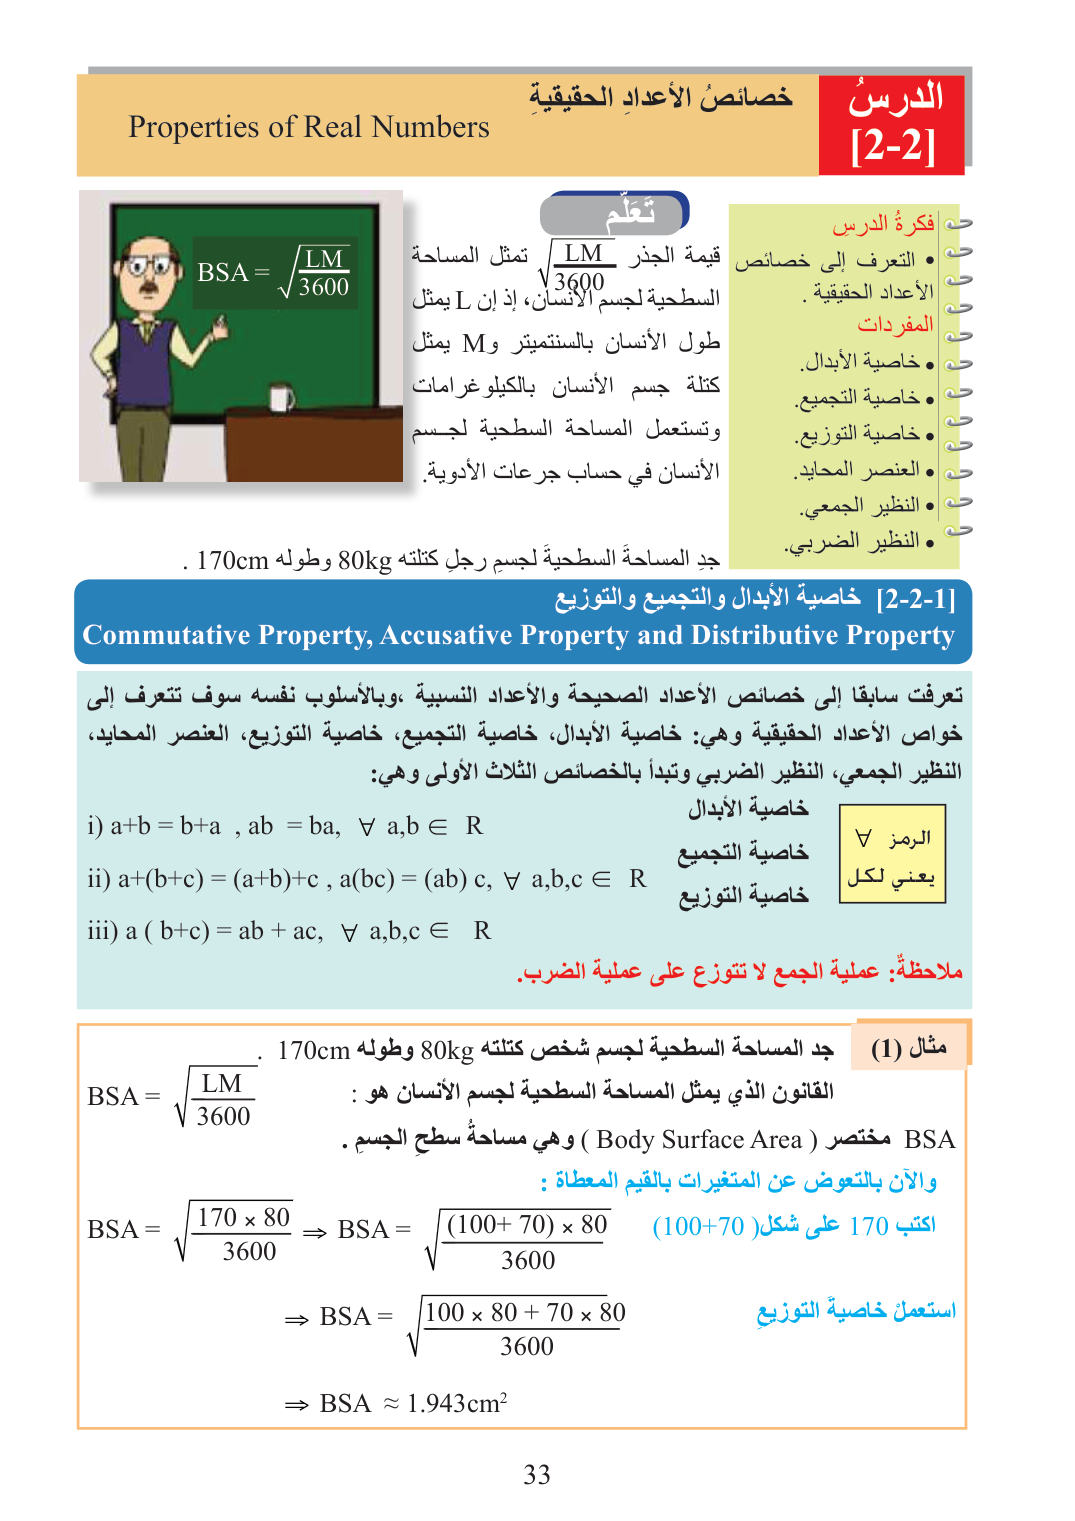 الدرسُ
[2-2]
خصائصُ الأعدادِ الحقيقيةِ
Properties of Real Numbers
فكرةُ الدرسِ
• التعرف إلى خصائص
الأعداد الحقيقية .
المفردات
• خاصية الأبدال.
• خاصية التجميع.
• خاصية التوزيع.
• العنصر المحايد.
• النظير الجمعي.
• النظير الضربي.
تَعَلَّم
قيمة الجذر √(LM/3600) تمثل المساحة
السطحية لجسم الأنسان، إذ إن L يمثل
طول الأنسان بالسنتميتر وM يمثل
كتلة جسم الأنسان بالكيلوغرامات
وتستعمل المساحة السطحية لجسم
الأنسان في حساب جرعات الأدوية.
BSA = √(LM/3600)
جدِ المساحةَ السطحيةَ لجسمِ رجلِ كتلته 80kg وطوله 170cm .
[2-2-1] خاصية الأبدال والتجميع والتوزيع
Commutative Property, Accusative Property and Distributive Property
تعرفت سابقا إلى خصائص الأعداد الصحيحة والأعداد النسبية ،وبالأسلوب نفسه سوف تتعرف إلى
خواص الأعداد الحقيقية وهي: خاصية الأبدال، خاصية التجميع، خاصية التوزيع، العنصر المحايد،
النظير الجمعي، النظير الضربي وتبدأ بالخصائص الثلاث الأولى وهي:
الرمز ∀
يعني لكل
خاصية الأبدال
i) a+b = b+a , ab = ba, ∀ a,b ∈ R
خاصية التجميع
ii) a+(b+c) = (a+b)+c , a(bc) = (ab) c, ∀ a,b,c ∈ R
خاصية التوزيع
iii) a ( b+c) = ab + ac, ∀ a,b,c ∈ R
ملاحظةٌ: عملية الجمع لا تتوزع على عملية الضرب.
مثال (1)
جد المساحة السطحية لجسم شخص كتلته 80kg وطوله 170cm .
القانون الذي يمثل المساحة السطحية لجسم الأنسان هو :
BSA = √(LM/3600)
BSA مختصر ( Body Surface Area ) وهي مساحةُ سطحِ الجسمِ .
والآن بالتعوض عن المتغيرات بالقيم المعطاة :
BSA = √(170 × 80/3600) ⇒ BSA = √((100+ 70) × 80/3600)
اكتب 170 على شكل( 70+100)
⇒ BSA = √(100 × 80 + 70 × 80/3600)
استعملْ خاصيةَ التوزيعِ
⇒ BSA ≈ 1.943cm²
33